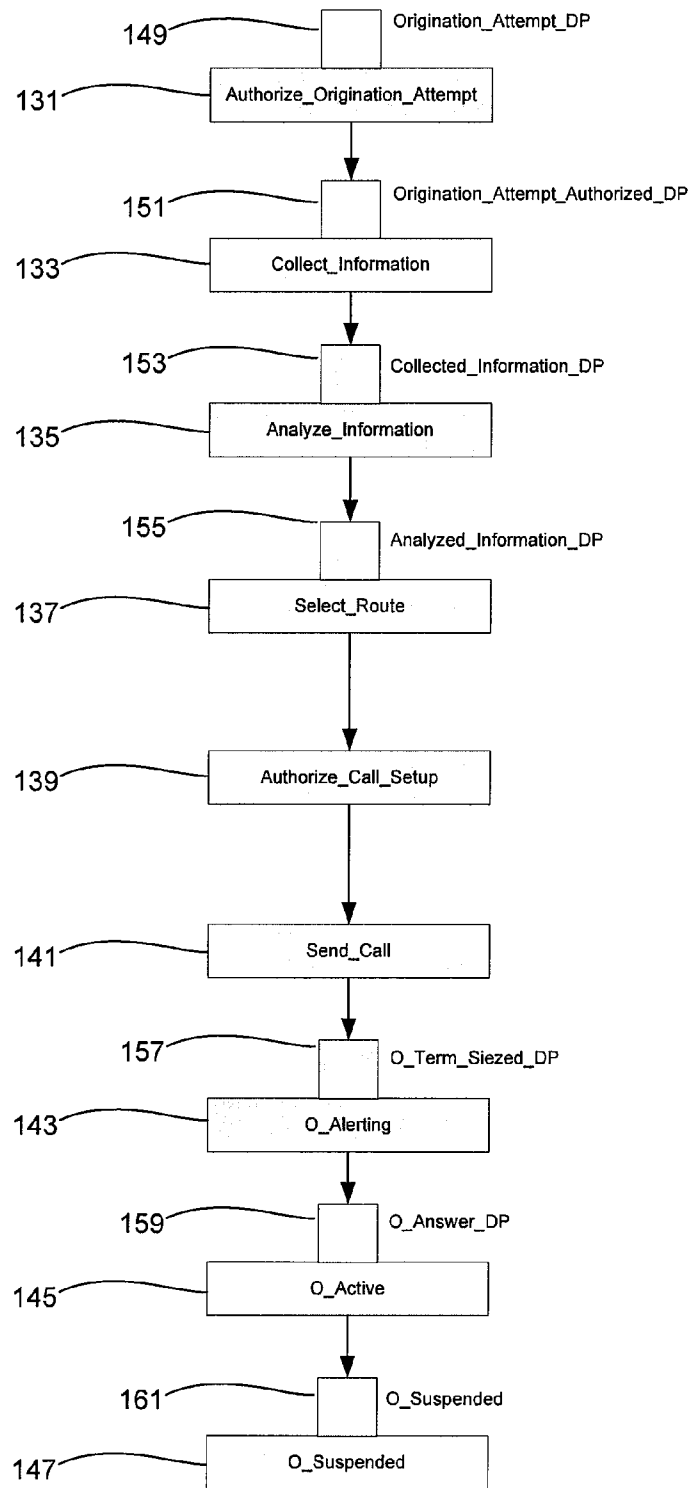 149
Origination_Attempt_DP
131
Authorize_Origination_Attempt
151
Origination_Attempt_Authorized_DP
133
Collect_Information
153
Collected_Information_DP
135
Analyze_Information
155
Analyzed_Information_DP
137
Select_Route
139
Authorize_Call_Setup
141
Send_Call
157
O_Term_Siezed_DP
143
O_Alerting
159
O_Answer_DP
145
O_Active
161
O_Suspended
147
O_Suspended